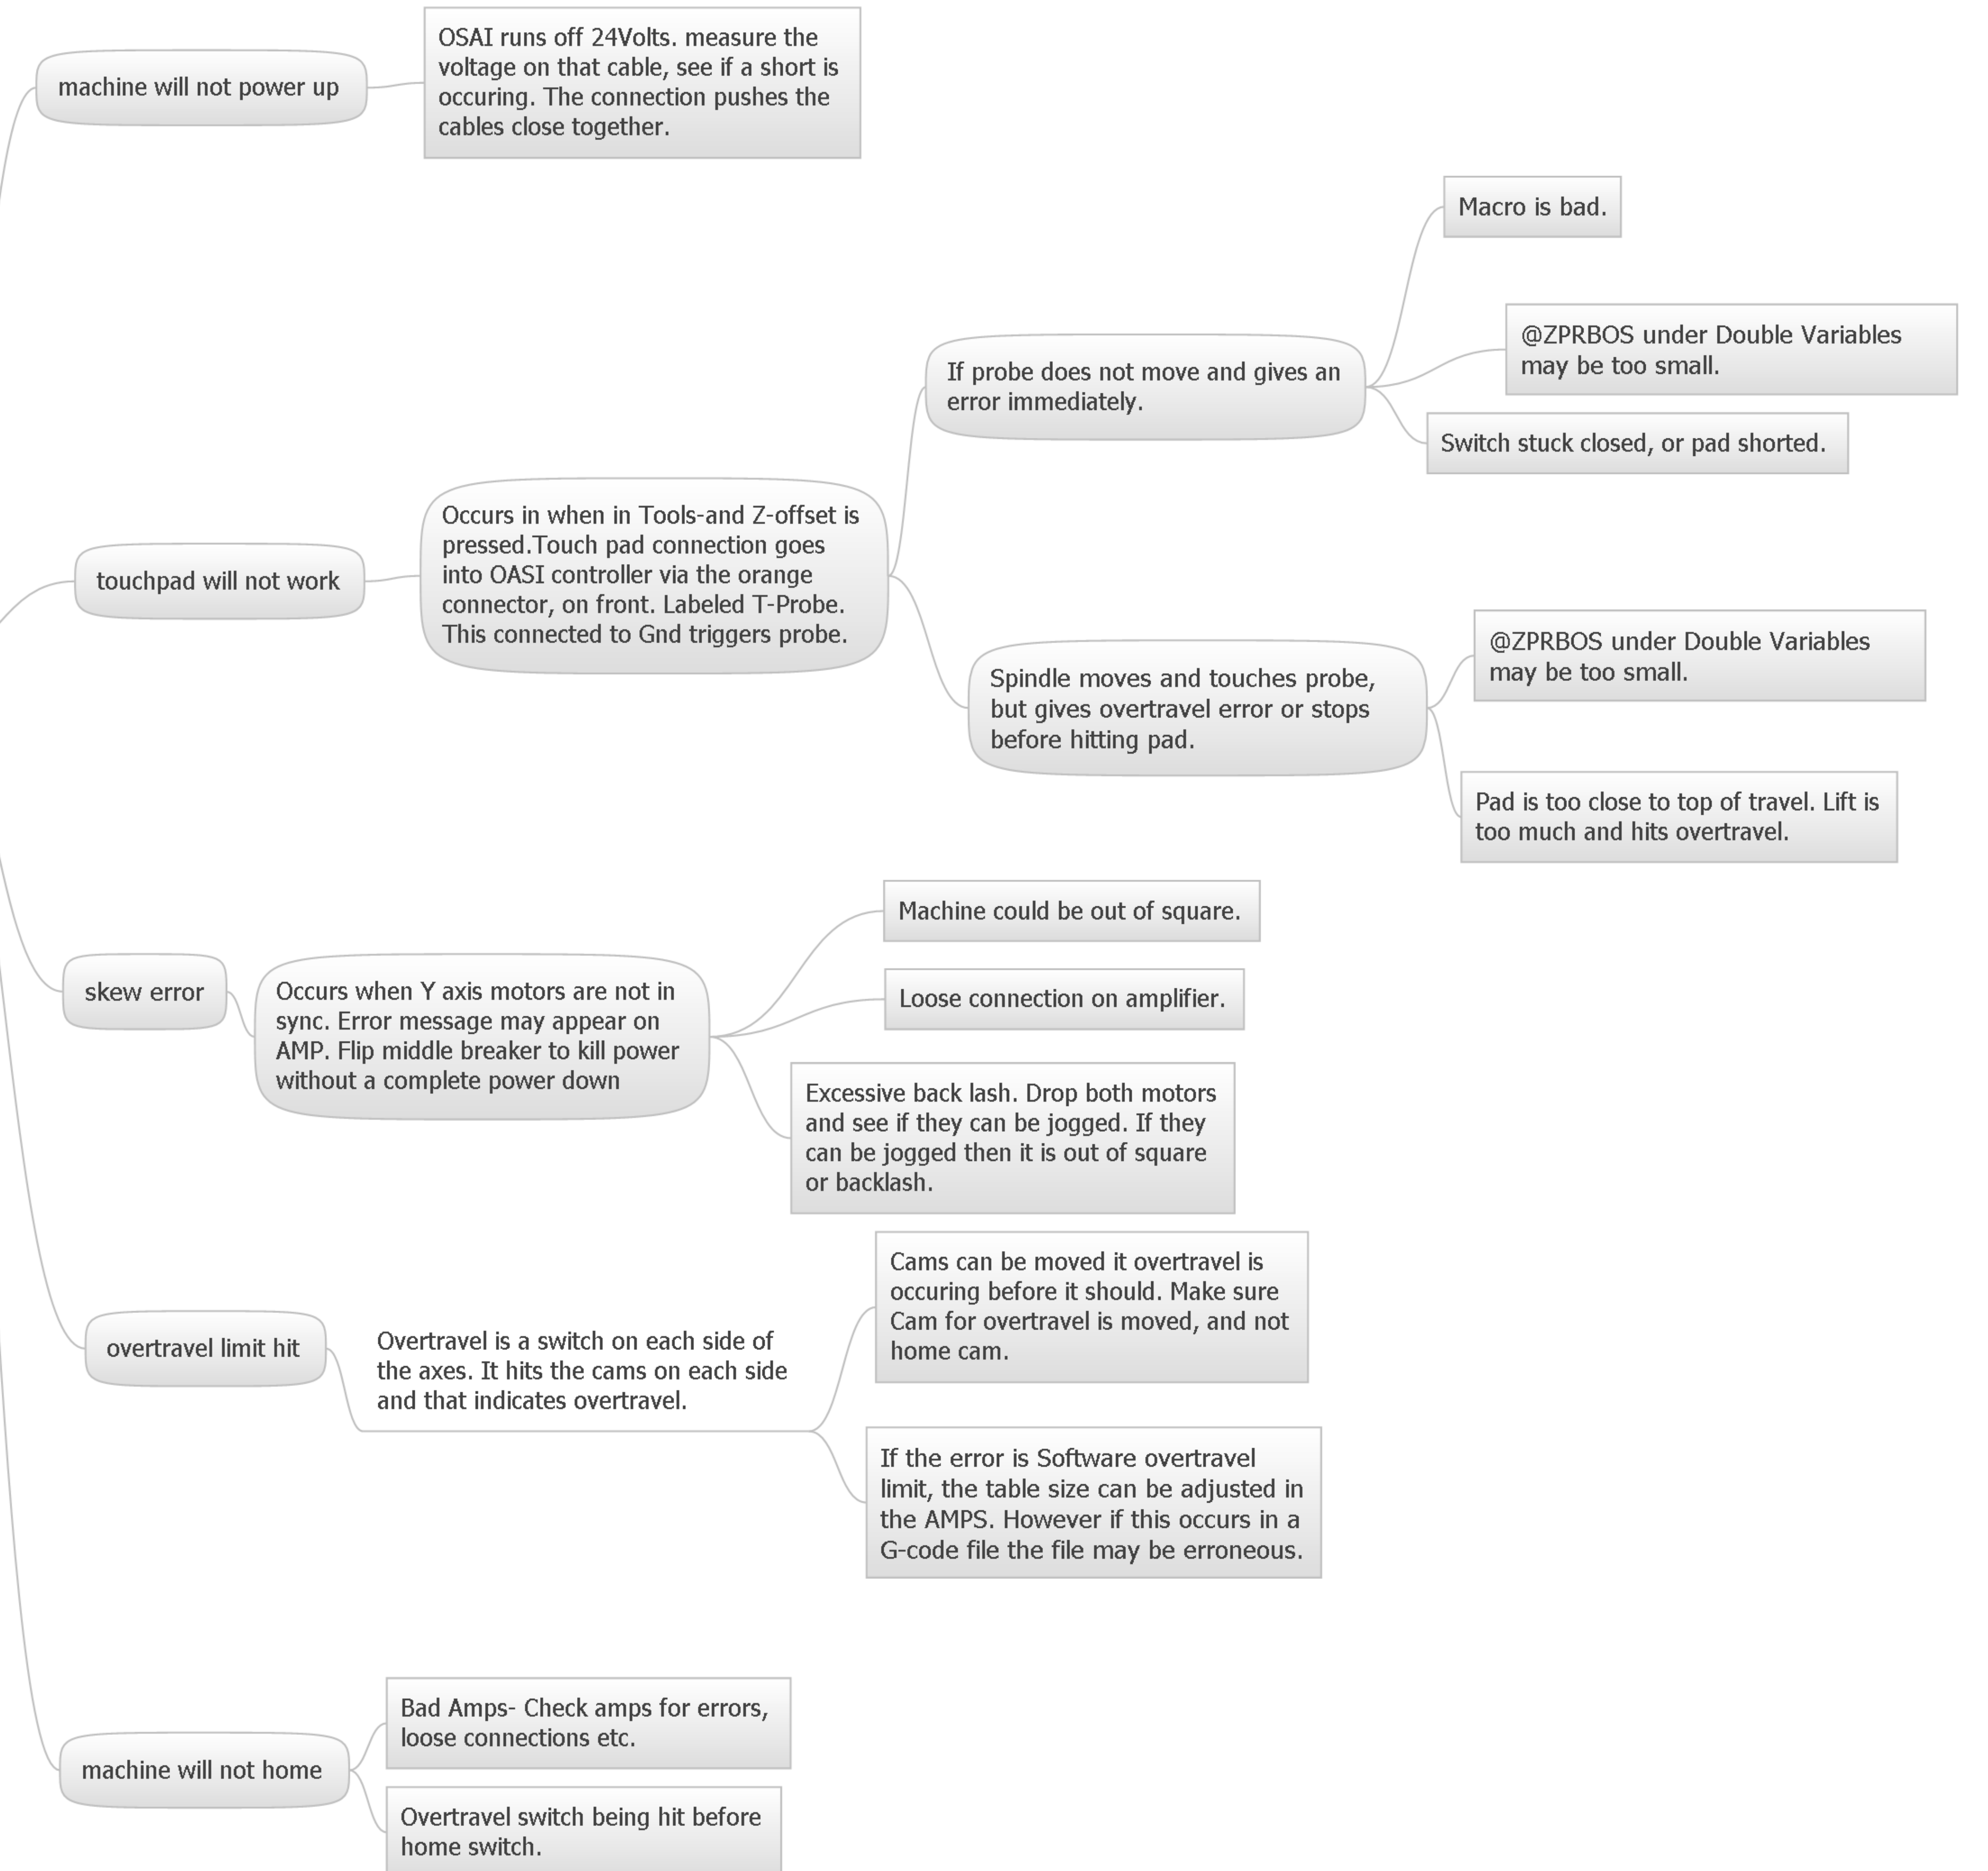 machine will not power up
OSAI runs off 24Volts. measure the
voltage on that cable, see if a short is
occuring. The connection pushes the
cables close together.
touchpad will not work
Occurs in when in Tools-and Z-offset is
pressed.Touch pad connection goes
into OASI controller via the orange
connector, on front. Labeled T-Probe.
This connected to Gnd triggers probe.
If probe does not move and gives an
error immediately.
Macro is bad.
@ZPRBOS under Double Variables
may be too small.
Switch stuck closed, or pad shorted.
Spindle moves and touches probe,
but gives overtravel error or stops
before hitting pad.
@ZPRBOS under Double Variables
may be too small.
Pad is too close to top of travel. Lift is
too much and hits overtravel.
skew error
Occurs when Y axis motors are not in
sync. Error message may appear on
AMP. Flip middle breaker to kill power
without a complete power down
Machine could be out of square.
Loose connection on amplifier.
Excessive back lash. Drop both motors
and see if they can be jogged. If they
can be jogged then it is out of square
or backlash.
overtravel limit hit
Overtravel is a switch on each side of
the axes. It hits the cams on each side
and that indicates overtravel.
Cams can be moved it overtravel is
occuring before it should. Make sure
Cam for overtravel is moved, and not
home cam.
If the error is Software overtravel
limit, the table size can be adjusted in
the AMPS. However if this occurs in a
G-code file the file may be erroneous.
machine will not home
Bad Amps- Check amps for errors,
loose connections etc.
Overtravel switch being hit before
home switch.